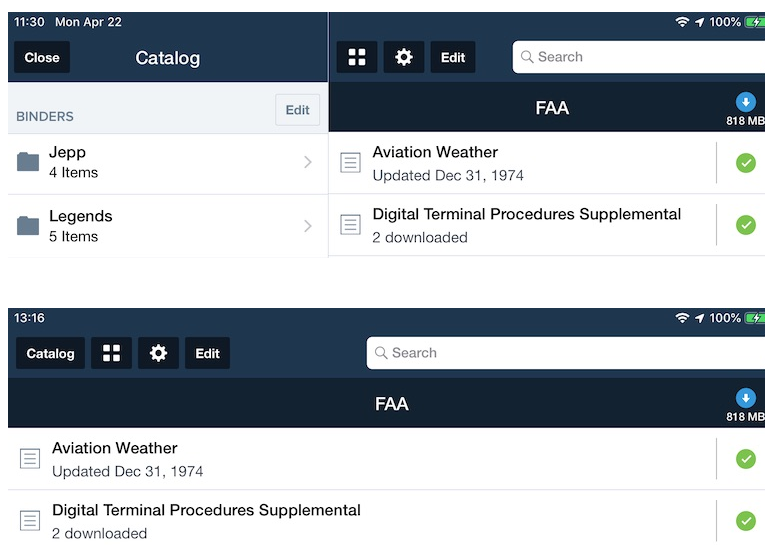 11:30 Mon Apr 22
100%
Close
Catalog
Edit
Search
BINDERS
Edit
FAA
818 MB
Jepp
4 Items
Aviation Weather
Updated Dec 31, 1974
Legends
5 Items
Digital Terminal Procedures Supplemental
2 downloaded
13:16
100%
Catalog
Edit
Search
FAA
818 MB
Aviation Weather
Updated Dec 31, 1974
Digital Terminal Procedures Supplemental
2 downloaded